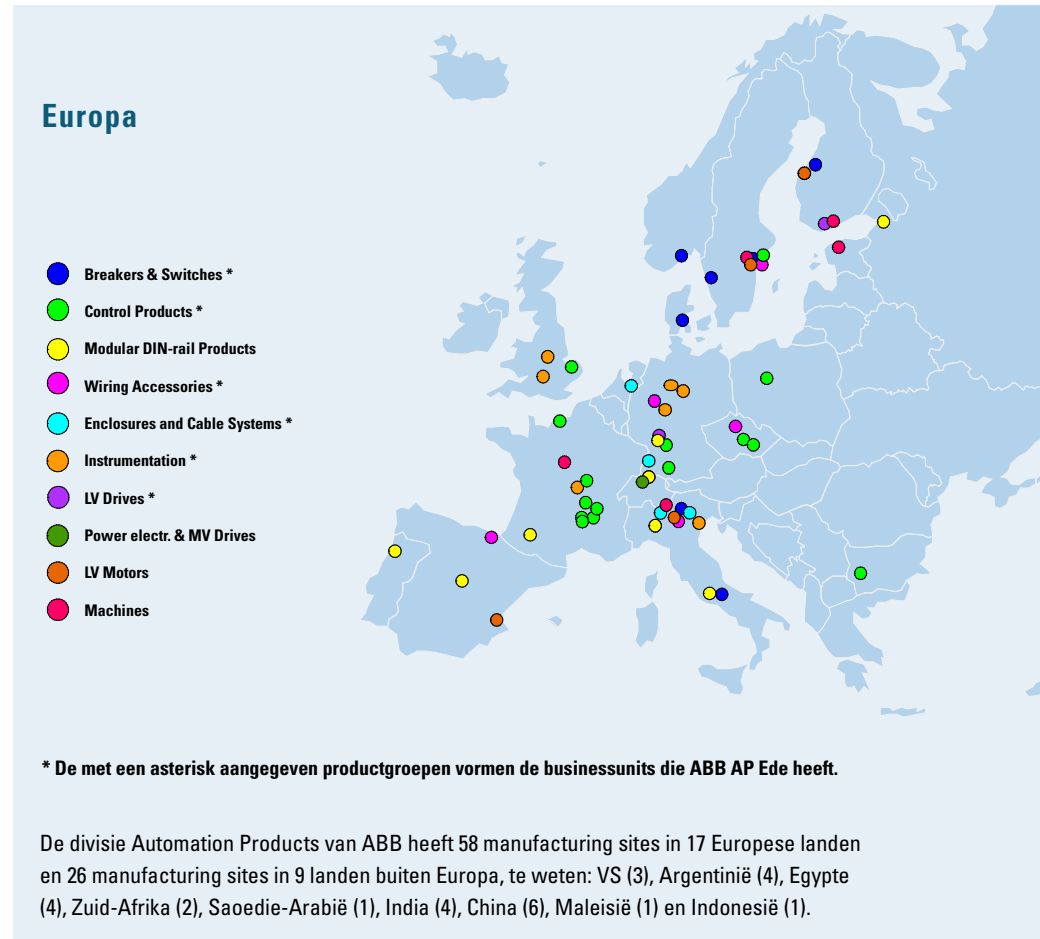 Europa
Breakers & Switches *
Control Products *
Modular DIN-rail Products
Wiring Accessories *
Enclosures and Cable Systems *
Instrumentation *
LV Drives *
Power electr. & MV Drives
LV Motors
Machines
* De met een asterisk aangegeven productgroepen vormen de businessunits die ABB AP Ede heeft.
De divisie Automation Products van ABB heeft 58 manufacturing sites in 17 Europese landen
en 26 manufacturing sites in 9 landen buiten Europa, te weten: VS (3), Argentinië (4), Egypte
(4), Zuid-Afrika (2), Saoedie-Arabië (1), India (4), China (6), Maleisië (1) en Indonesië (1).